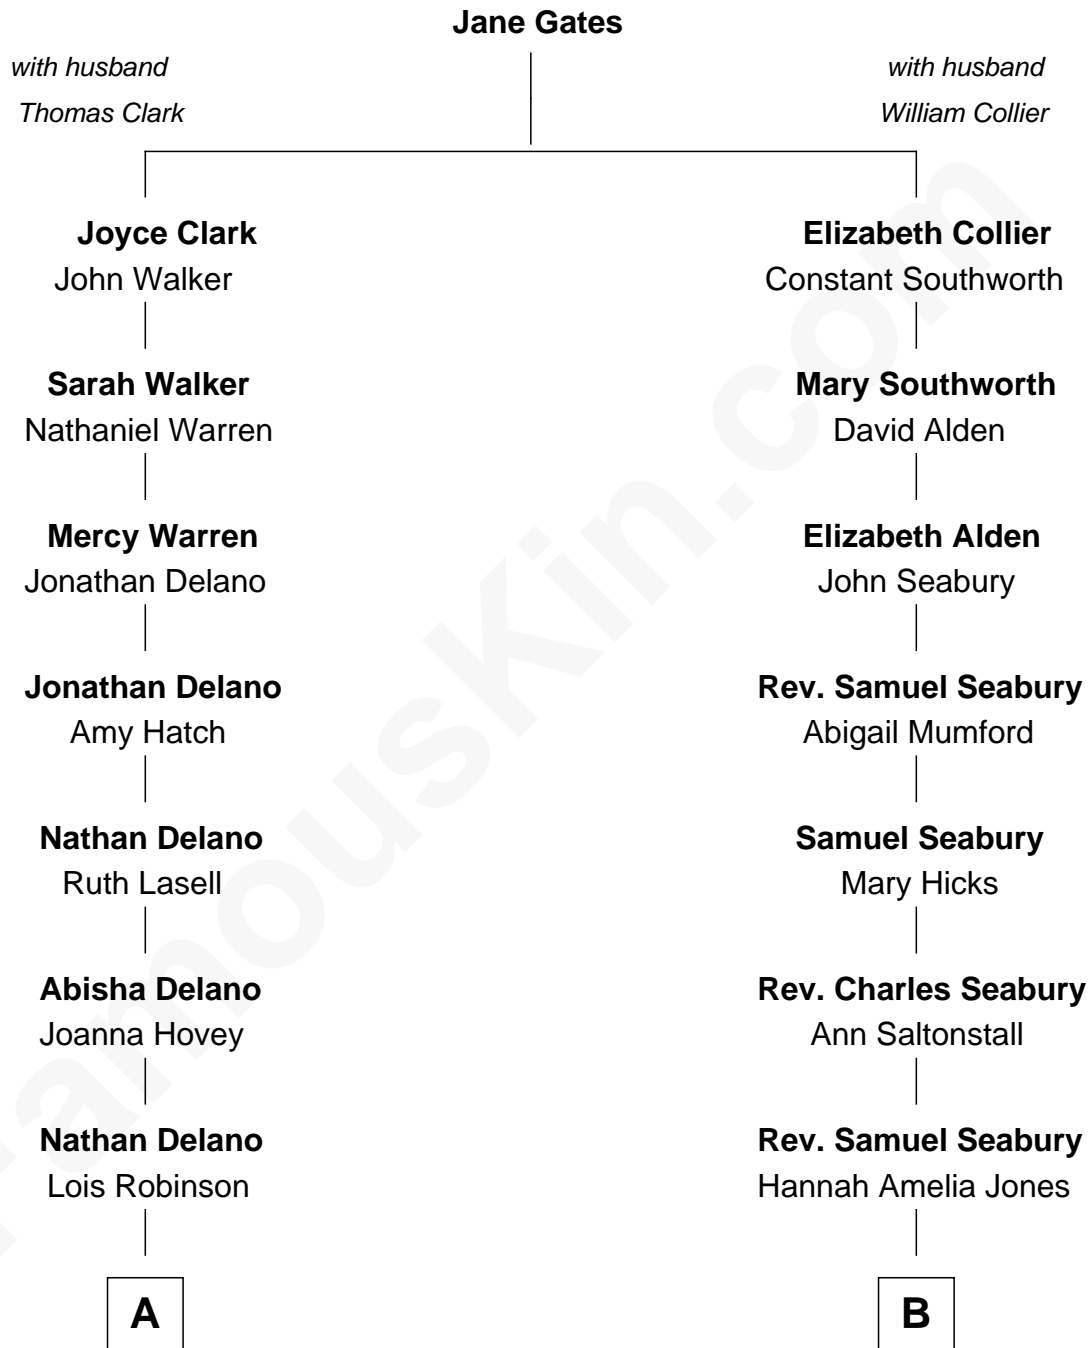 Jane Gates
with husband
Thomas Clark
with husband
William Collier
Joyce Clark
John Walker
Elizabeth Collier
Constant Southworth
Sarah Walker
Nathaniel Warren
Mary Southworth
David Alden
Mercy Warren
Jonathan Delano
Elizabeth Alden
John Seabury
Jonathan Delano
Amy Hatch
Rev. Samuel Seabury
Abigail Mumford
Nathan Delano
Ruth Lasell
Samuel Seabury
Mary Hicks
Abisha Delano
Joanna Hovey
Rev. Charles Seabury
Ann Saltonstall
Nathan Delano
Lois Robinson
Rev. Samuel Seabury
Hannah Amelia Jones
A
B
FamousKin.com